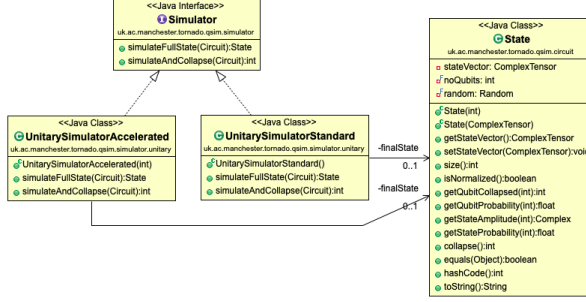 <<Java Interface>>
Simulator
uk.ac.manchester.tornado.qsim.simulator
simulateFullState(Circuit):State
simulateAndCollapse(Circuit):int
<<Java Class>>
UnitarySimulatorAccelerated
uk.ac.manchester.tornado.qsim.simulator.unitary
UnitarySimulatorAccelerated(int)
simulateFullState(Circuit):State
simulateAndCollapse(Circuit):int
<<Java Class>>
UnitarySimulatorStandard
uk.ac.manchester.tornado.qsim.simulator.unitary
UnitarySimulatorStandard()
simulateFullState(Circuit):State
simulateAndCollapse(Circuit):int
-finalState
0..1
-finalState
0..1
<<Java Class>>
State
uk.ac.manchester.tornado.qsim.circuit
stateVector: ComplexTensor
noQubits: int
random: Random
State(int)
State(ComplexTensor)
getStateVector():ComplexTensor
setStateVector(ComplexTensor):void
size():int
isNormalized():boolean
getQubitCollapsed(int):int
getQubitProbability(int):float
getStateAmplitude(int):Complex
getStateProbability(int):float
collapse():int
equals(Object):boolean
hashCode():int
toString():String